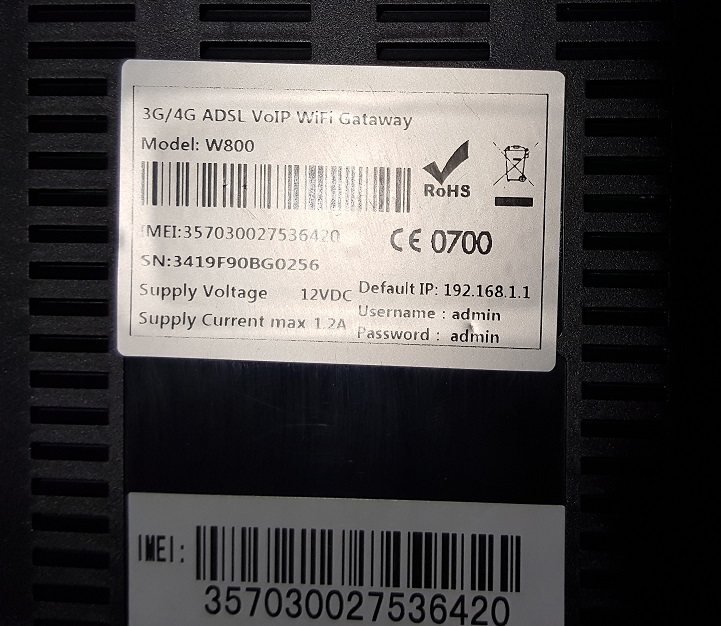 3G/4G ADSL VoIP WiFi Gataway
Model: W800
RoHS
IMEI:357030027536420
CE 0700
SN:3419F90BG0256
Supply Voltage 12VDC
Default IP: 192.168.1.1
Username : admin
Supply Current max 1.2A
Password : admin
IMEI:
357030027536420